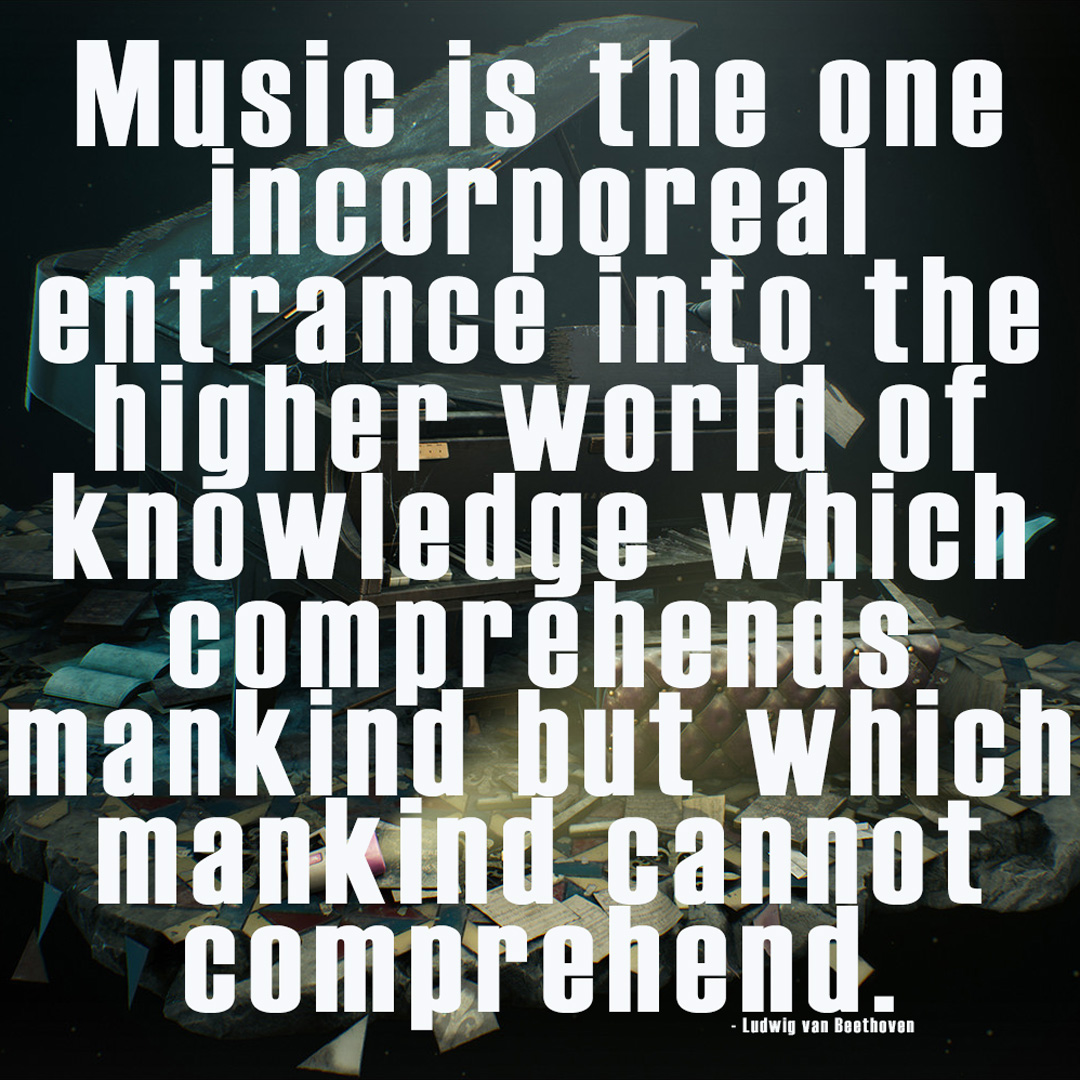 Music is the one
incorporeal
entrance into the
higher world of
knowledge which
comprehends
mankind but which
mankind cannot
comprehend.
- Ludwig van Beethoven